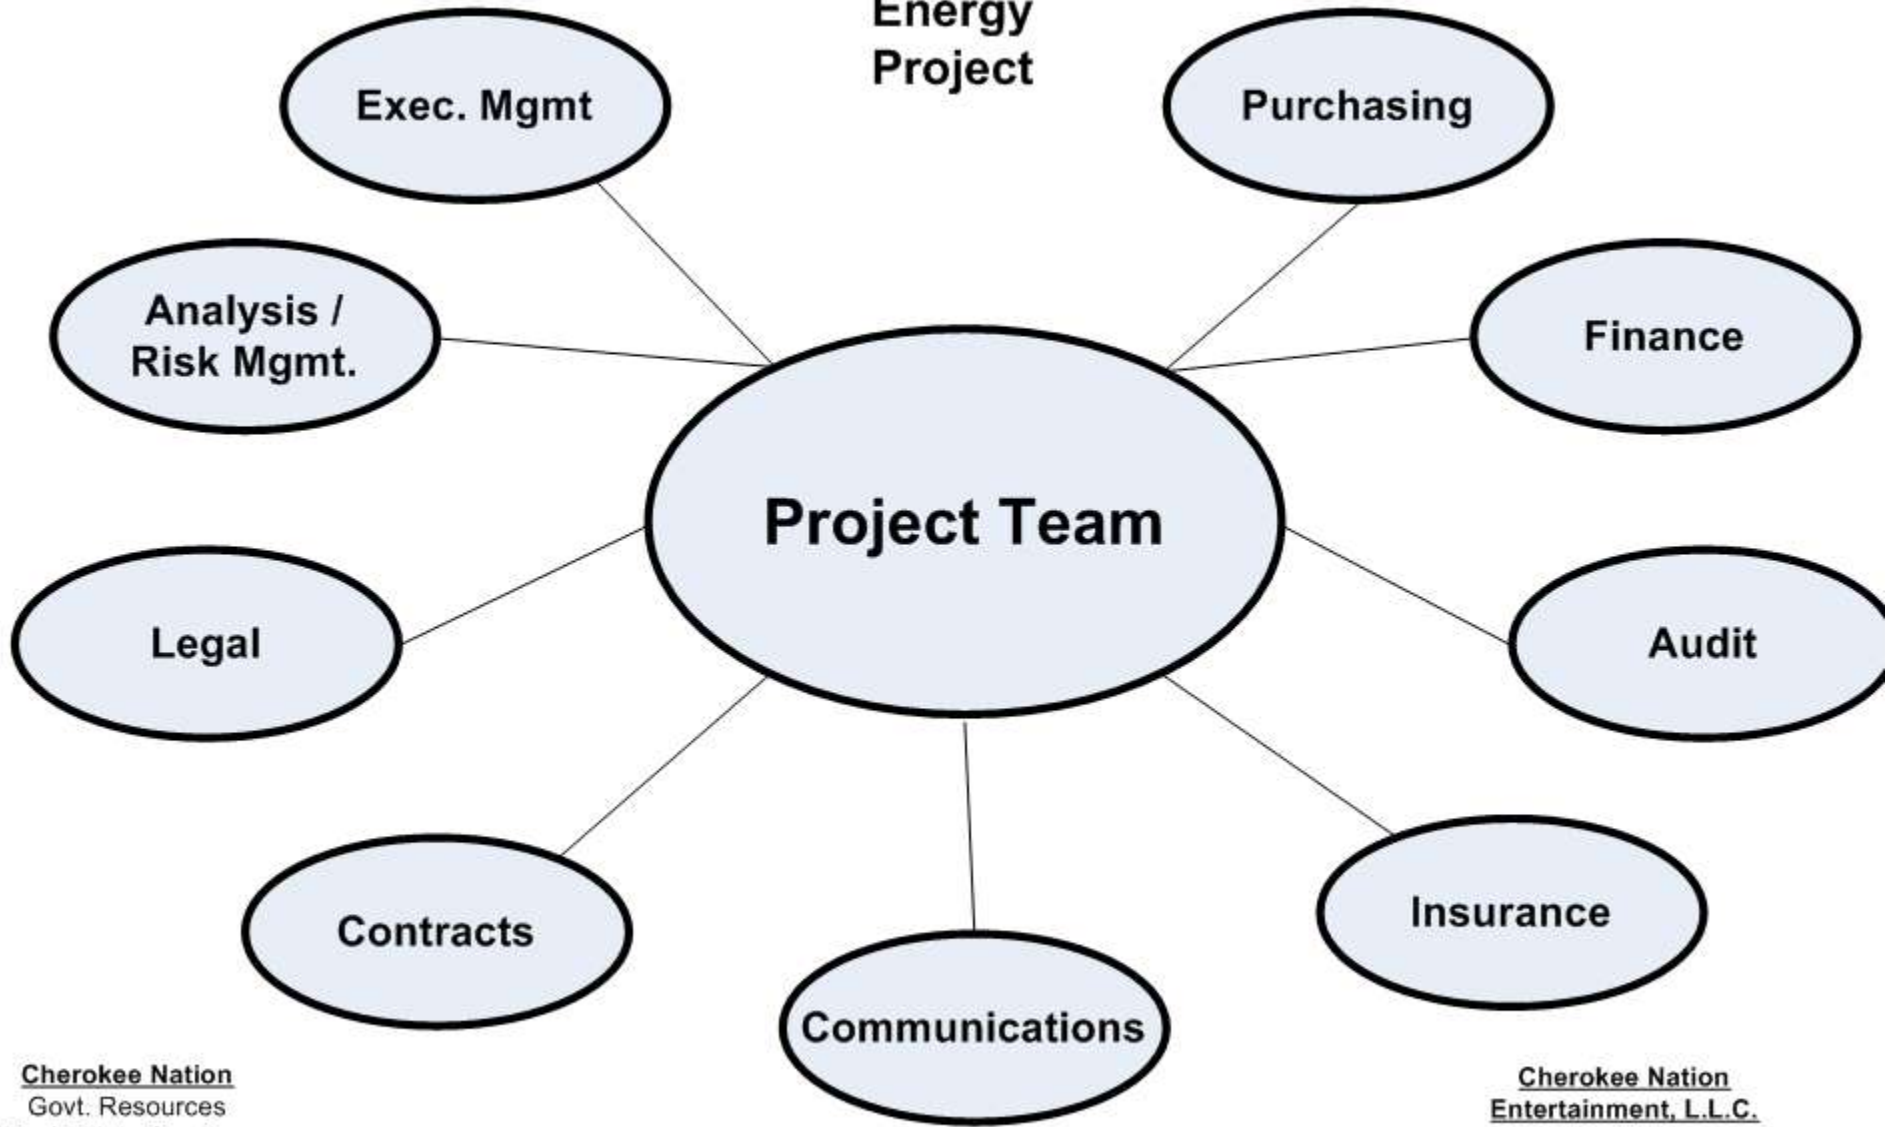 Energy
Project
Exec. Mgmt
Purchasing
Analysis /
Risk Mgmt.
Finance
Project Team
Legal
Audit
Contracts
Insurance
Communications
Cherokee Nation
Govt. Resources
Cherokee Nation
Entertainment, L.L.C.